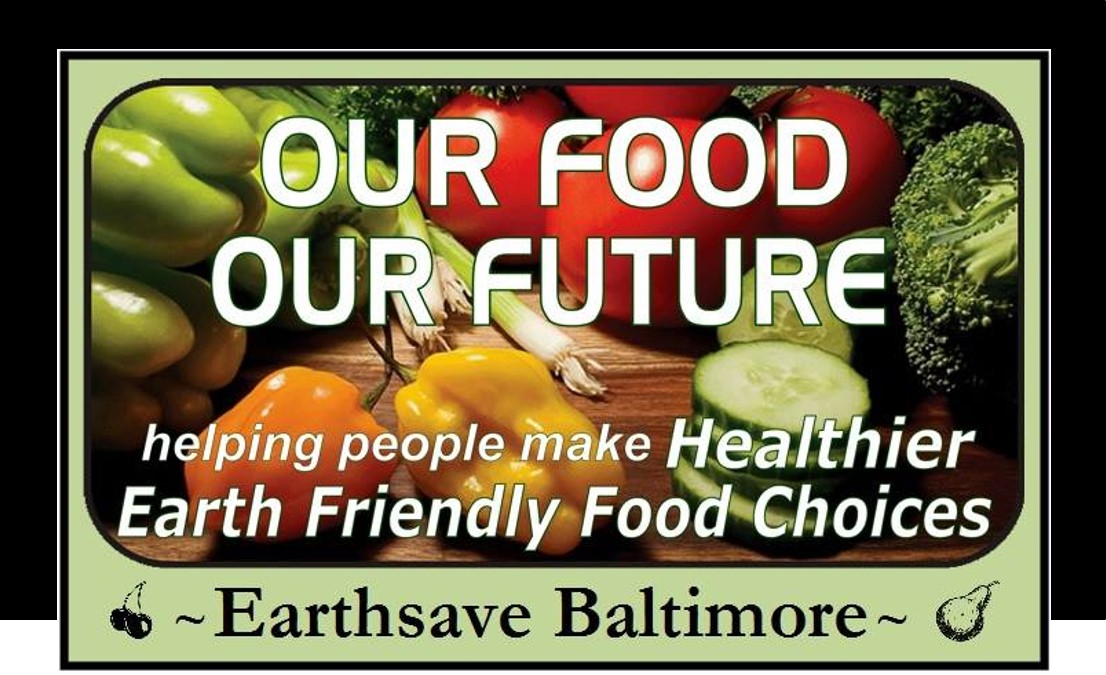 OUR FOOD
OUR FUTURE
helping people make Healthier
Earth Friendly Food Choices
~Earthsave Baltimore~